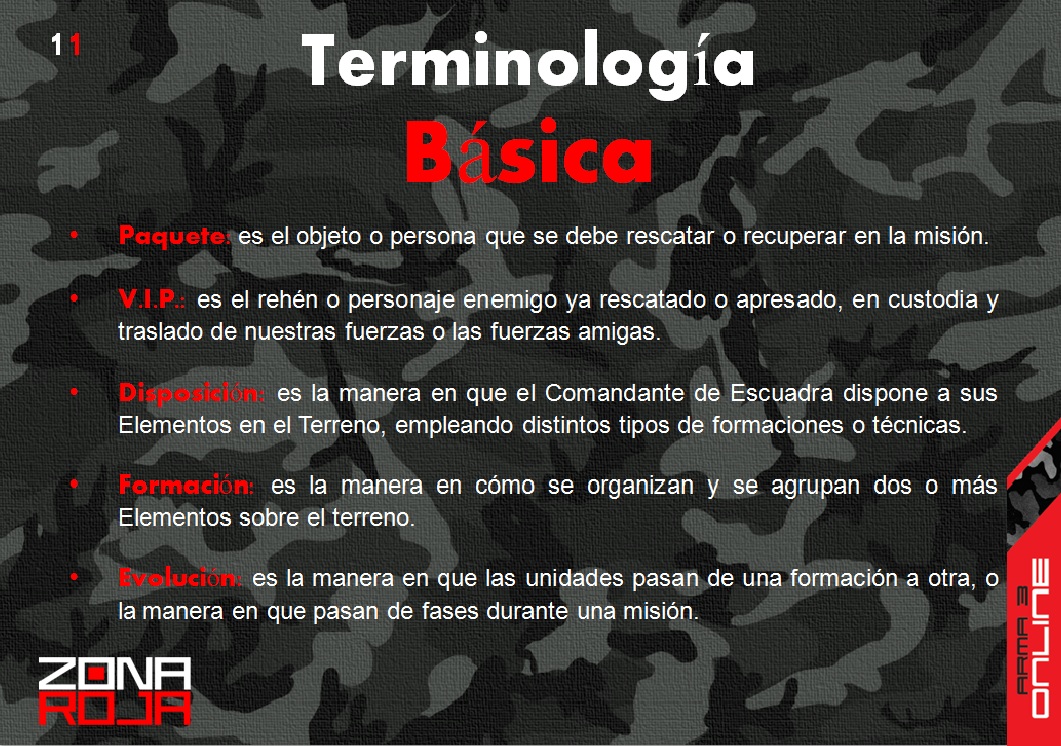 11
Terminología
Básica
• Paquete: es el objeto o persona que se debe rescatar o recuperar en la misión.
• V.I.P.: es el rehén o personaje enemigo ya rescatado o apresado, en custodia y
traslado de nuestras fuerzas o las fuerzas amigas.
• Disposición: es la manera en que el Comandante de Escuadra dispone a sus
Elementos en el Terreno, empleando distintos tipos de formaciones o técnicas.
• Formación: es la manera en cómo se organizan y se agrupan dos o más
Elementos sobre el terreno.
• Evolución: es la manera en que las unidades pasan de una formación a otra, o
la manera en que pasan de fases durante una misión.
ZONA
ROJA
ARMA 3
ONLINE